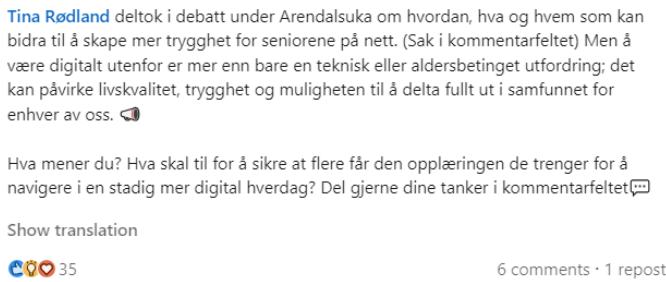 Tina Rødland deltok i debatt under Arendalsuka om hvordan, hva og hvem som kan
bidra til å skape mer trygghet for seniorene på nett. (Sak i kommentarfeltet) Men å
være digitalt utenfor er mer enn bare en teknisk eller aldersbetinget utfordring; det
kan påvirke livskvalitet, trygghet og muligheten til å delta fullt ut i samfunnet for
enhver av oss. 📣
Hva mener du? Hva skal til for å sikre at flere får den opplæringen de trenger for å
navigere i en stadig mer digital hverdag? Del gjerne dine tanker i kommentarfeltet💬
Show translation
35
6 comments · 1 repost